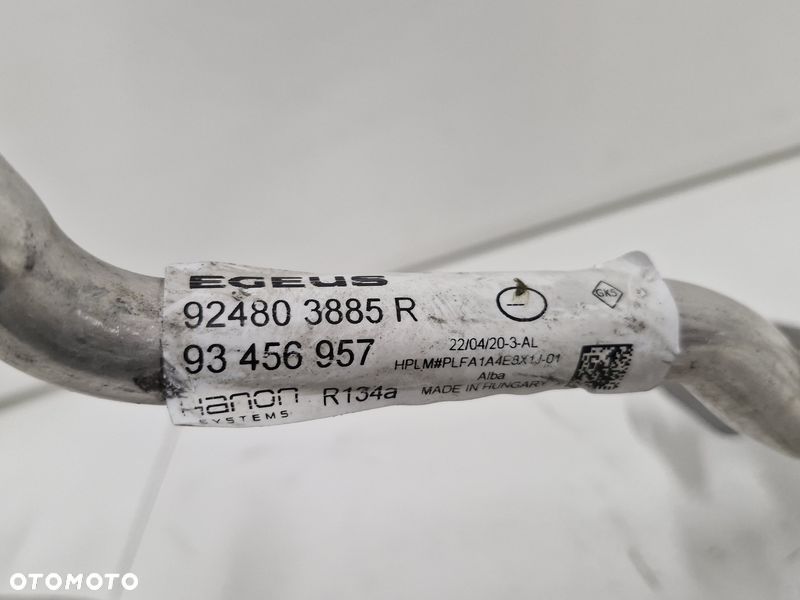 EGEUS
92480 3885 R
93 456 957
Hanon
SYSTEMS
R134a
GKS
22/04/20-3-AL
HPLM#PLFA1A4E8X1J-01
Alba
MADE IN HUNGARY
OTOMOTO